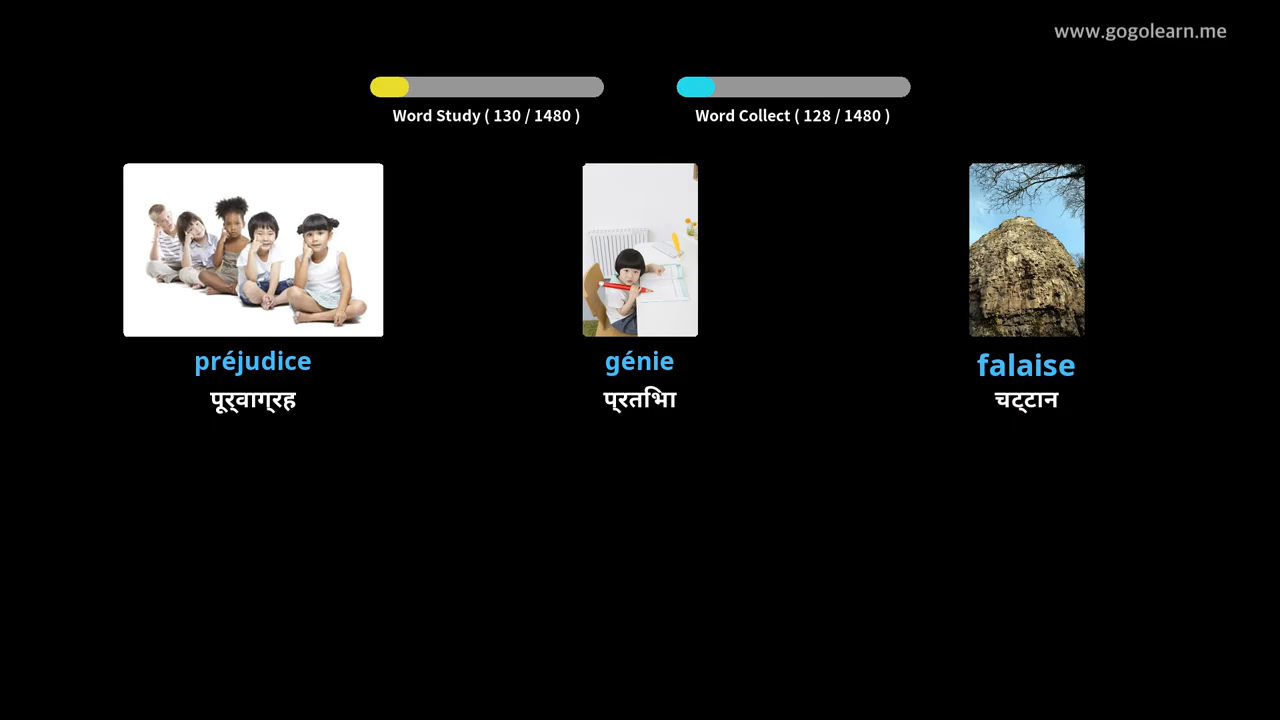 www.gogolearn.me
Word Study ( 130 / 1480 )
Word Collect ( 128 / 1480 )
préjudice
génie
falaise
पूर्वाग्रह
प्रतिभा
चट्टान